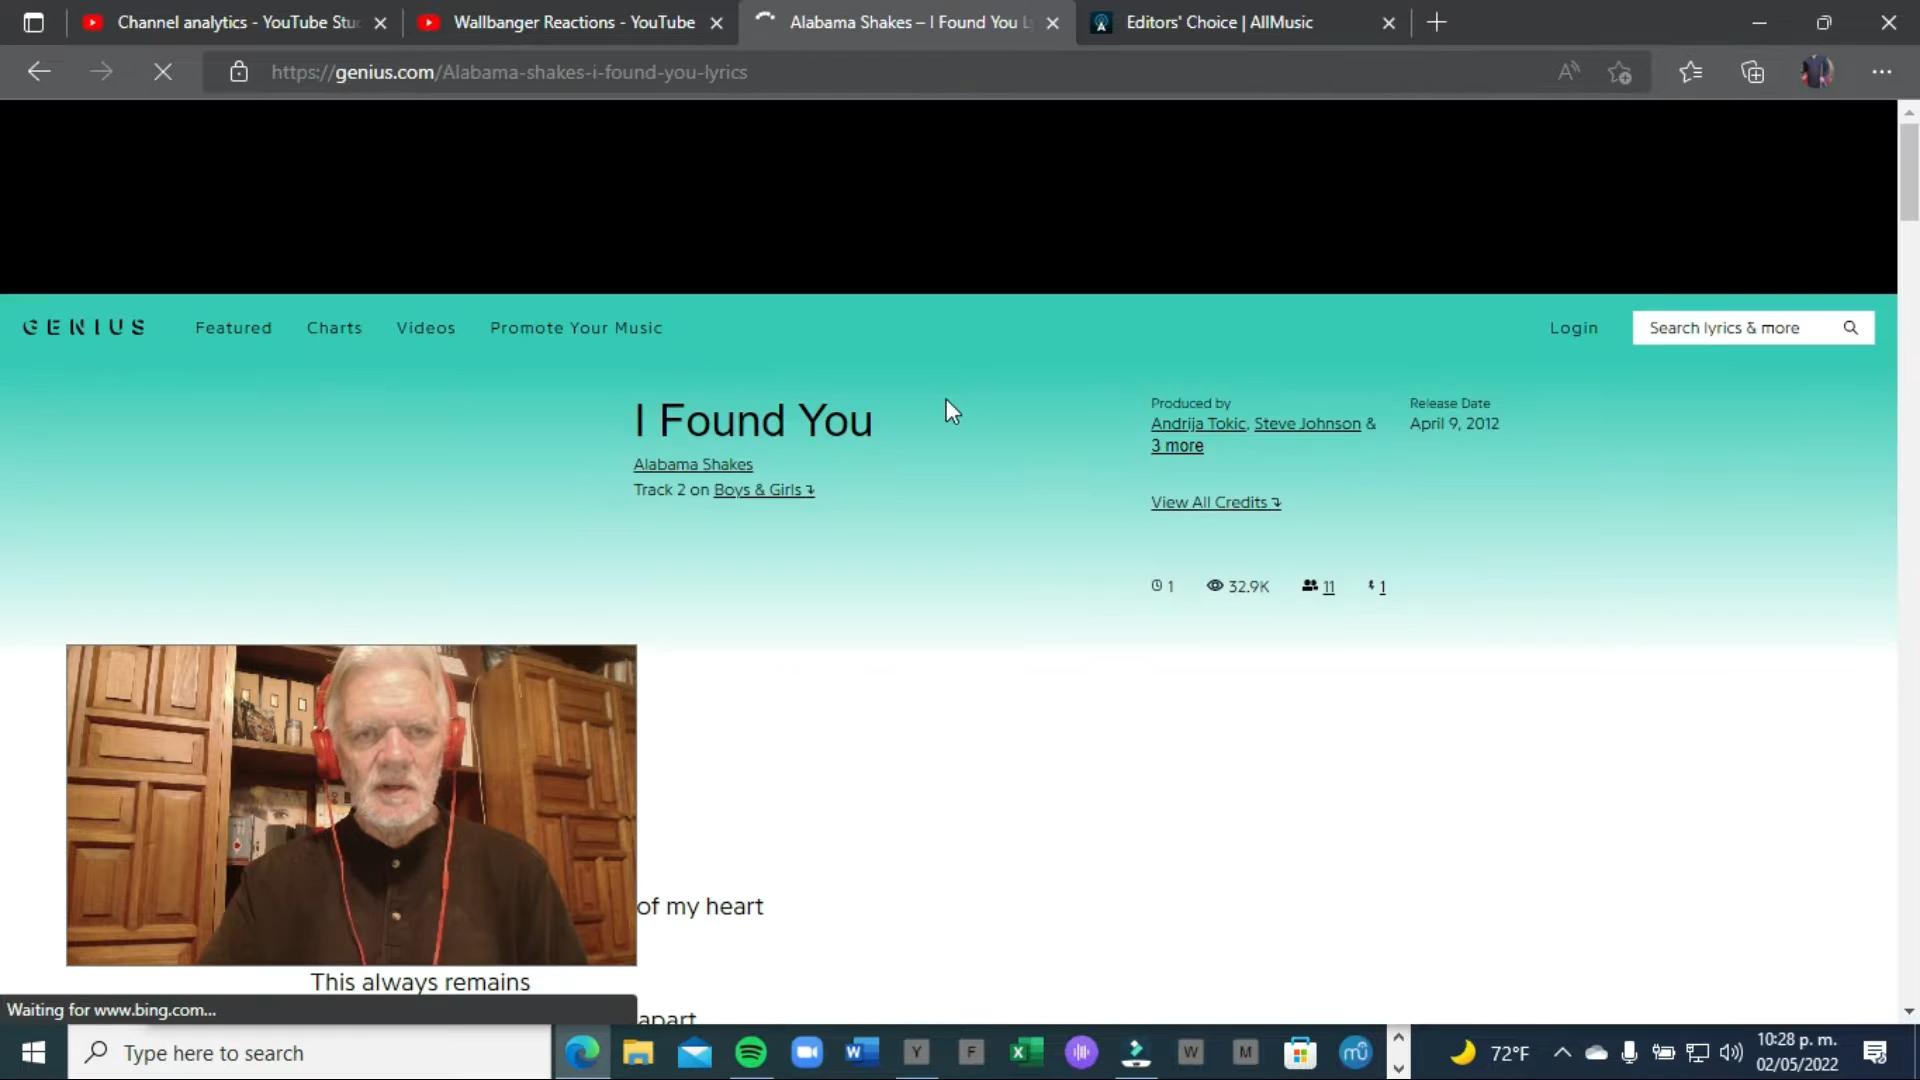 Channel analytics - YouTube Stu
Wallbanger Reactions - YouTube
Alabama Shakes – I Found You L
Editors' Choice | AllMusic
https://genius.com/Alabama-shakes-i-found-you-lyrics
GENIUS
Featured
Charts
Videos
Promote Your Music
Login
Search lyrics & more
I Found You
Alabama Shakes
Track 2 on Boys & Girls
Produced by
Andrija Tokic, Steve Johnson &
3 more
Release Date
April 9, 2012
View All Credits
1
32.9K
11
1
of my heart
This always remains
apart
Waiting for www.bing.com...
Type here to search
W
Y
F
X
W
M
mü
72°F
10:28 p. m.
02/05/2022